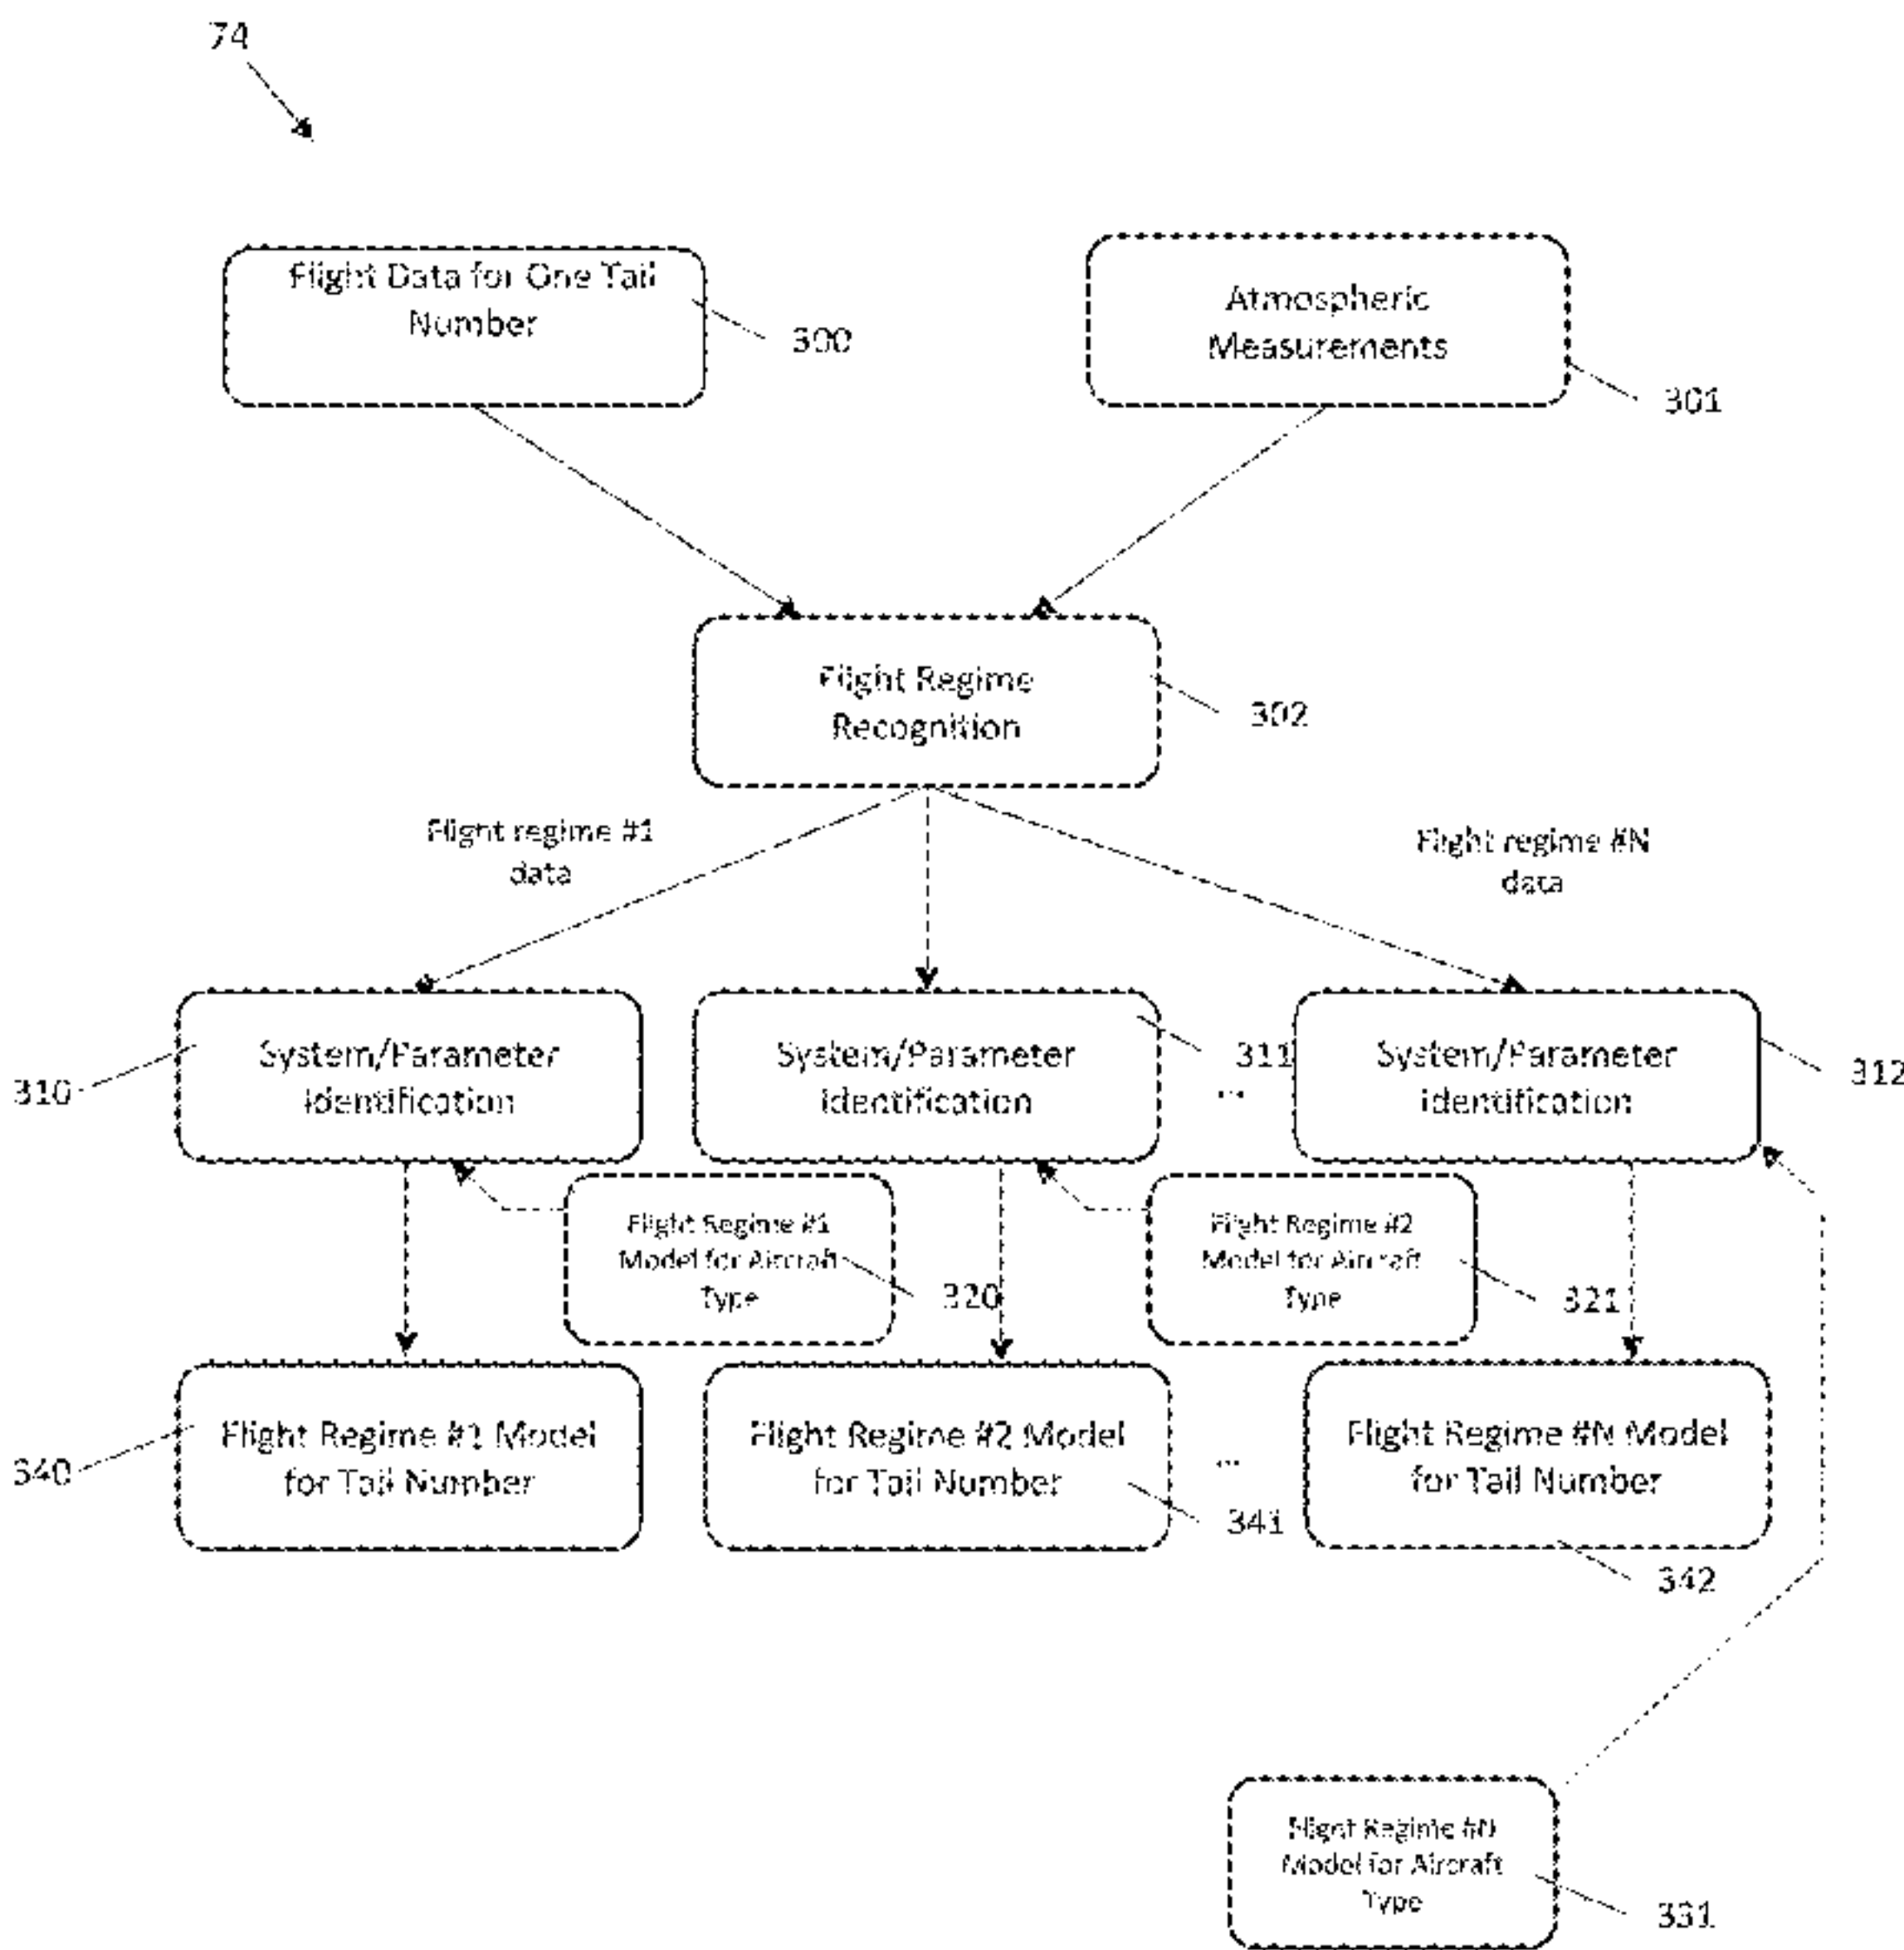 74
Flight Data for One Tail
Number
300
Atmospheric
Measurements
301
Flight Regime
Recognition
302
Flight regime #1
data
Flight regime #N
data
System/Parameter
Identification
310
System/Parameter
Identification
311
...
System/Parameter
Identification
312
Flight Regime #1
Model for Aircraft
Type
320
Flight Regime #2
Model for Aircraft
Type
321
Flight Regime #1 Model
for Tail Number
340
Flight Regime #2 Model
for Tail Number
341
...
Flight Regime #N Model
for Tail Number
342
Flight Regime #N
Model for Aircraft
Type
331